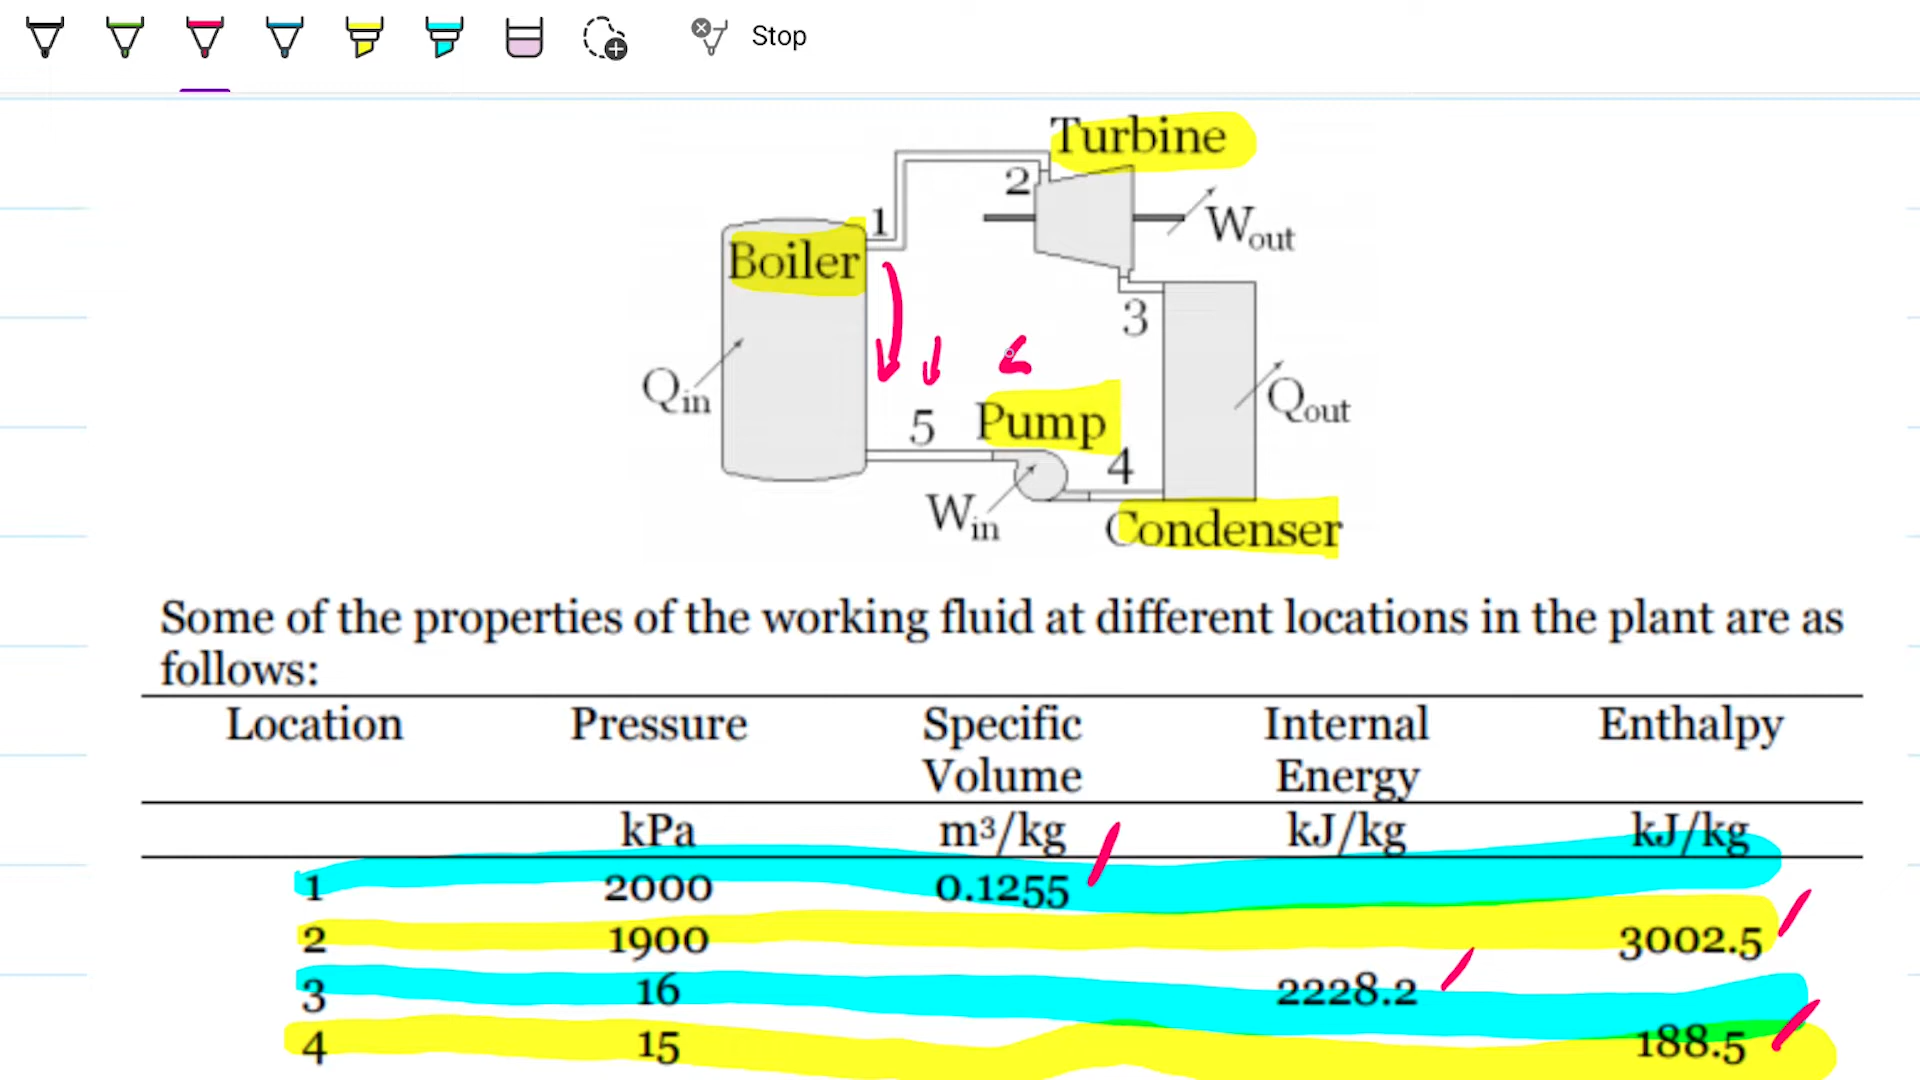 Stop
Turbine
2
1
Wout
Boiler
3
Qin
Qout
5 Pump
4
Win
Condenser
Some of the properties of the working fluid at different locations in the plant are as
follows:
Location Pressure Specific Internal Enthalpy
Volume Energy
kPa m³/kg kJ/kg kJ/kg
1 2000 0.1255
2 1900 3002.5
3 16 2228.2
4 15 188.5